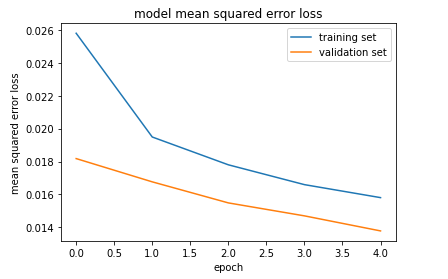 model mean squared error loss
training set
validation set
mean squared error loss
0.026
0.024
0.022
0.020
0.018
0.016
0.014
0.0 0.5 1.0 1.5 2.0 2.5 3.0 3.5 4.0
epoch